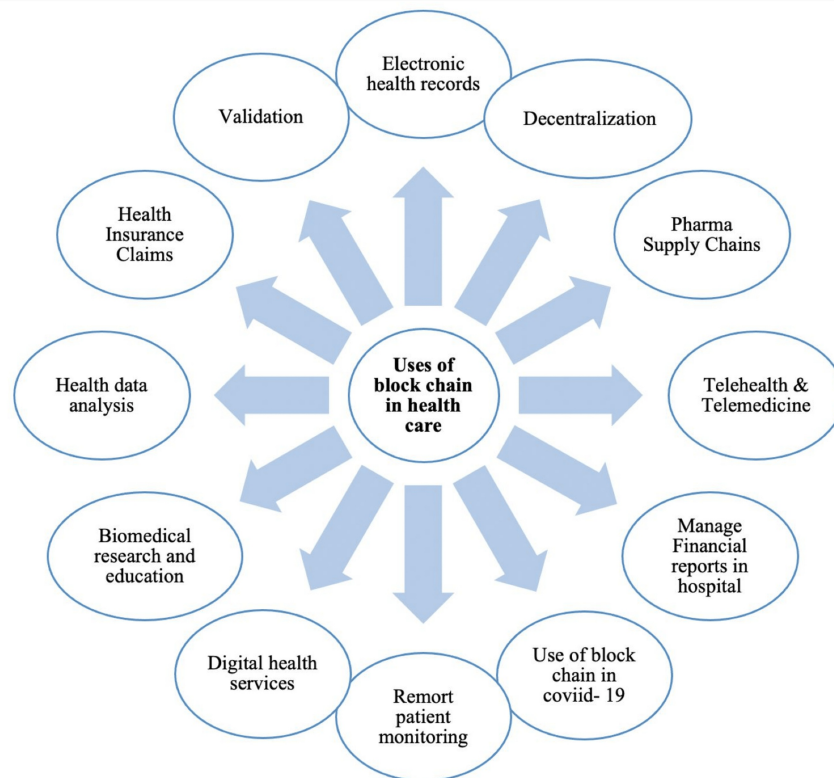 Electronic
health records
Decentralization
Pharma
Supply Chains
Telehealth &
Telemedicine
Manage
Financial
reports in
hospital
Use of block
chain in
coviid- 19
Remort
patient
monitoring
Digital health
services
Biomedical
research and
education
Health data
analysis
Health
Insurance
Claims
Validation
Uses of
block chain
in health
care